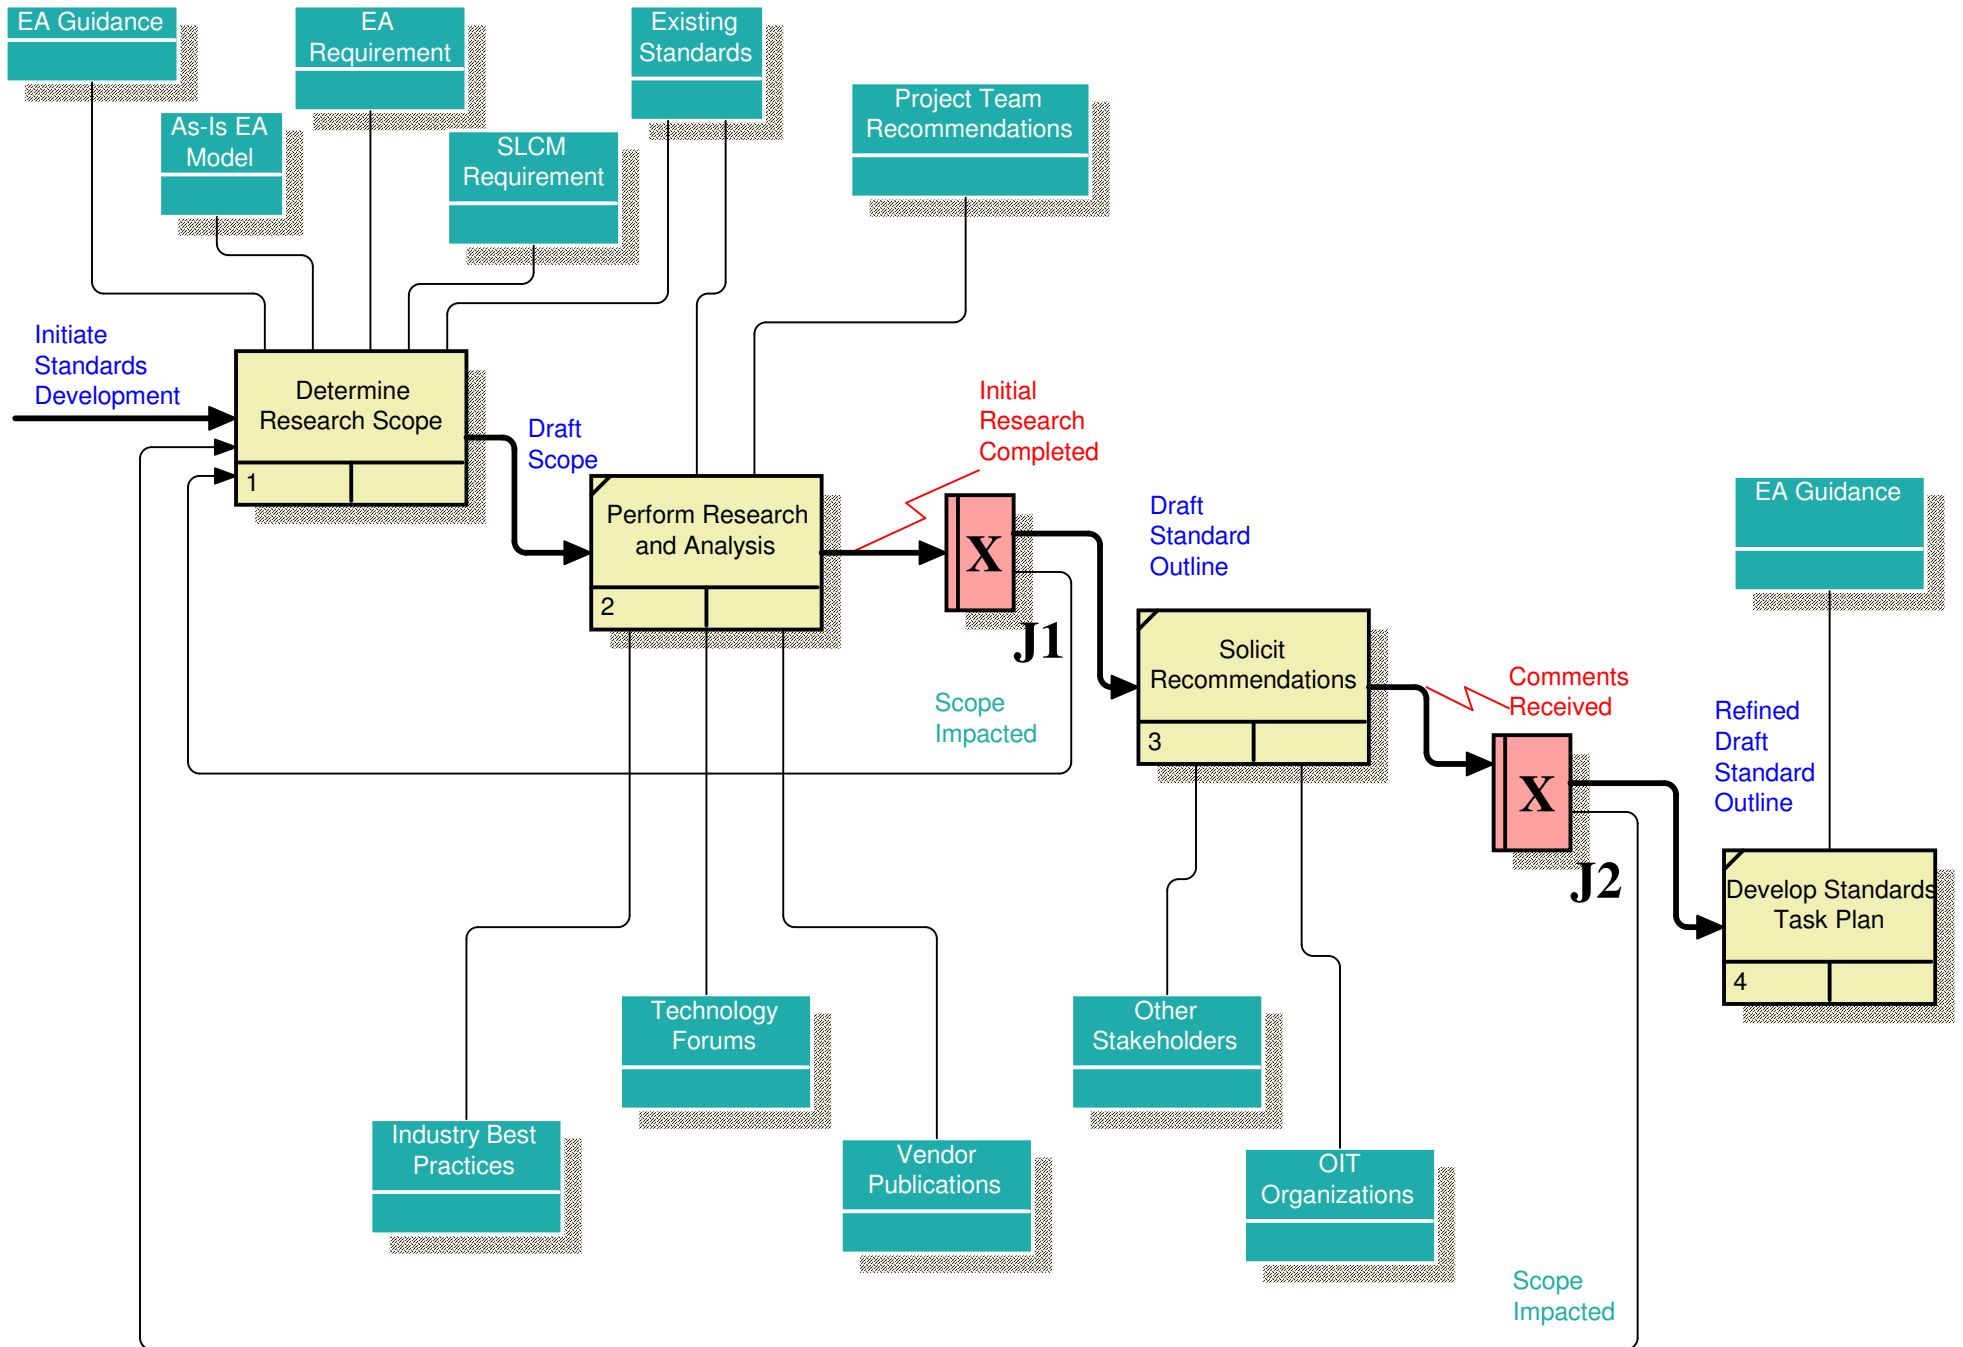 EA Guidance
EA
Requirement
Existing
Standards
Project Team
Recommendations
As-Is EA
Model
SLCM
Requirement
Initiate
Standards
Development
Determine
Research Scope
1
Draft
Scope
Initial
Research
Completed
Perform Research
and Analysis
2
X
J1
Draft
Standard
Outline
EA Guidance
Solicit
Recommendations
3
Scope
Impacted
Comments
Received
X
J2
Refined
Draft
Standard
Outline
Develop Standards
Task Plan
4
Technology
Forums
Other
Stakeholders
Industry Best
Practices
Vendor
Publications
OIT
Organizations
Scope
Impacted